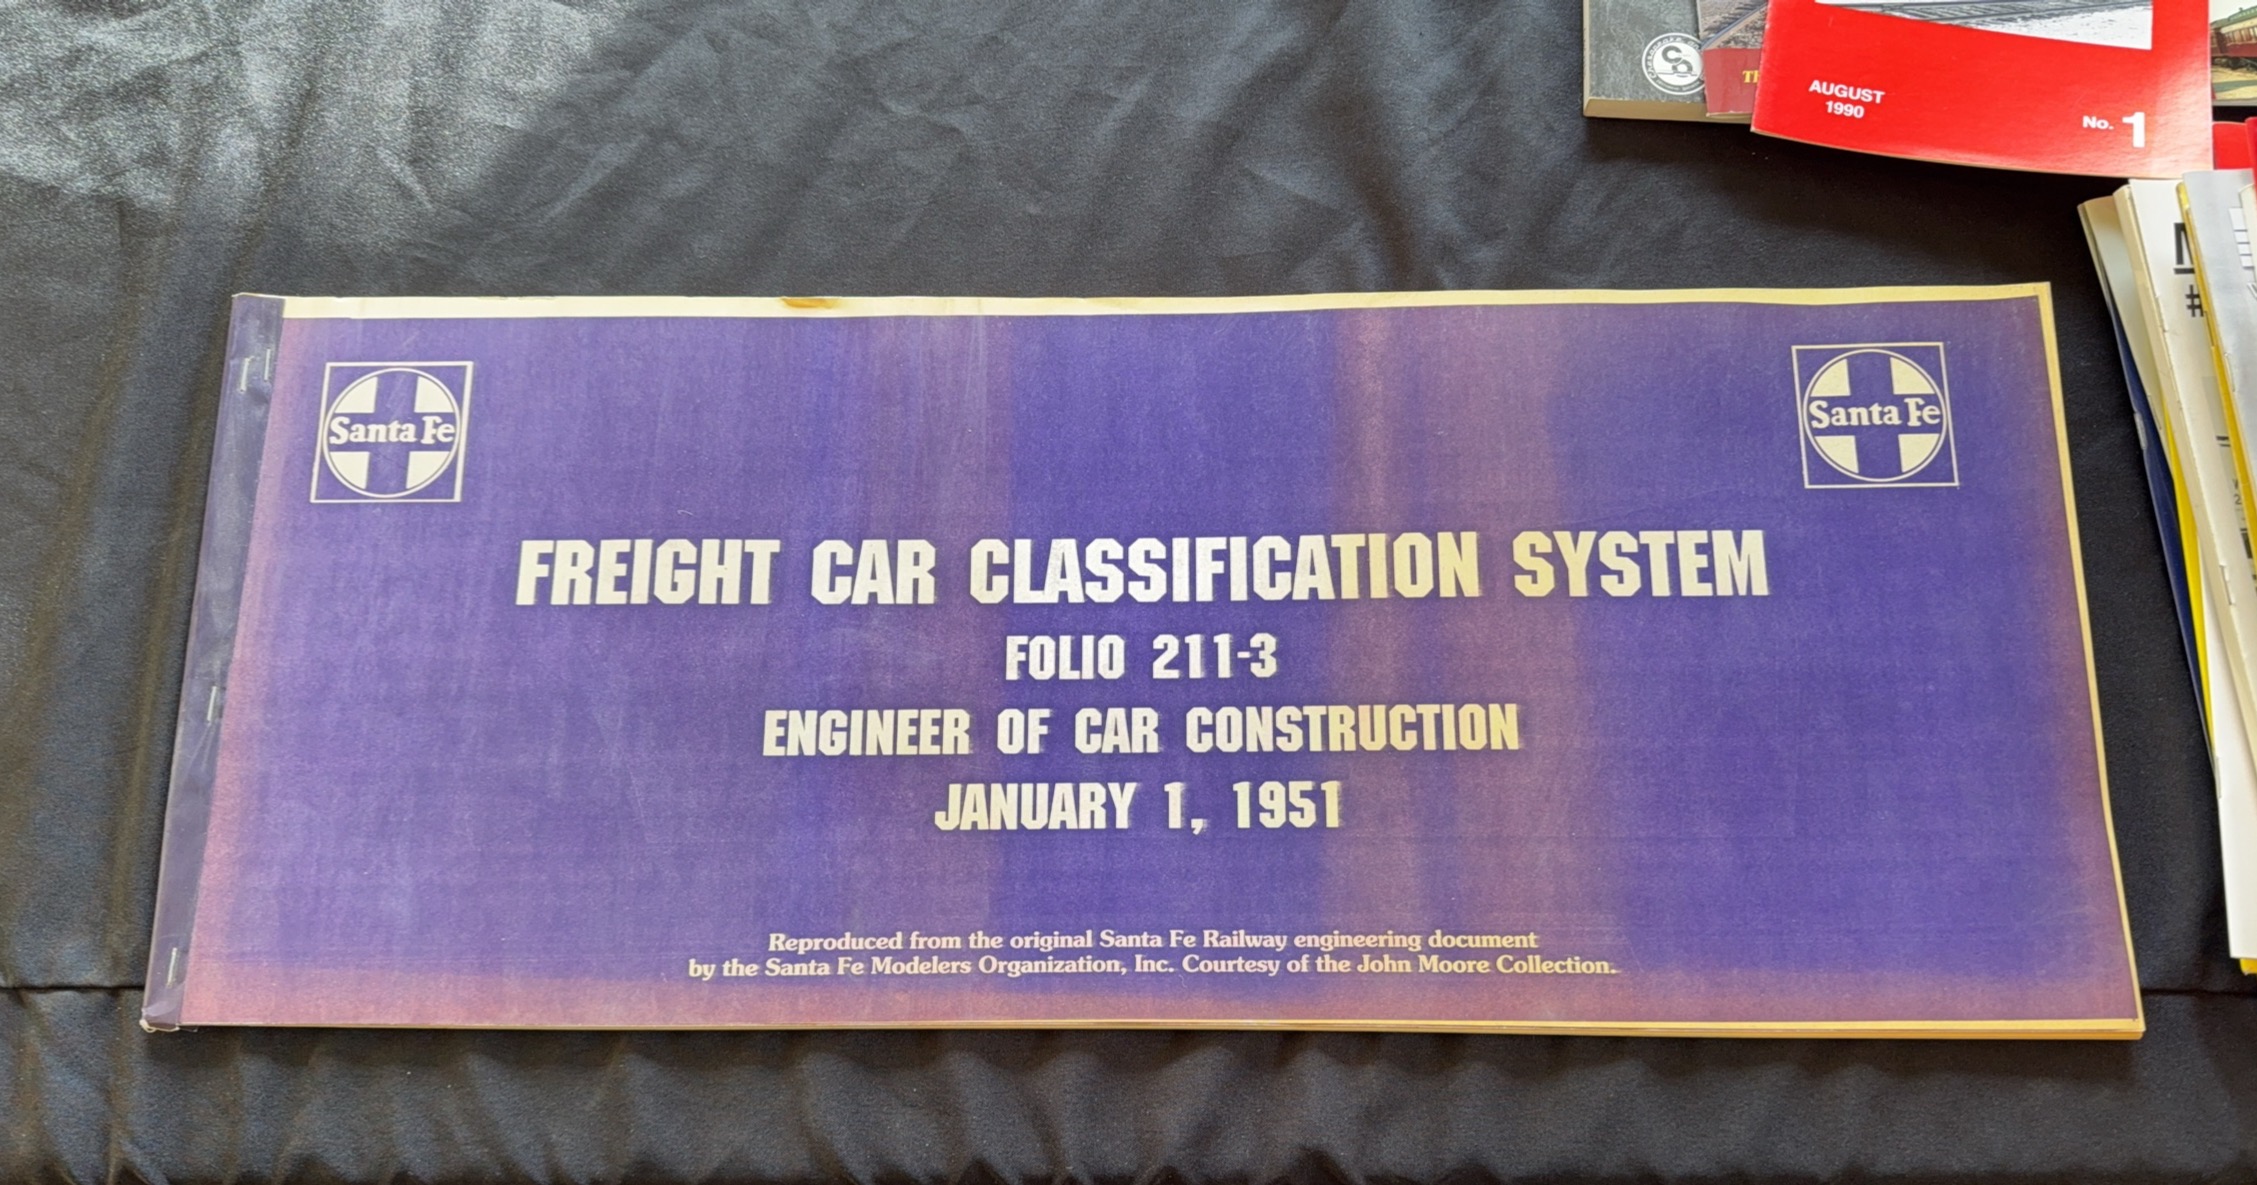 AUGUST
1990
No. 1
Santa Fe
Santa Fe
FREIGHT CAR CLASSIFICATION SYSTEM
FOLIO 211-3
ENGINEER OF CAR CONSTRUCTION
JANUARY 1, 1951
Reproduced from the original Santa Fe Railway engineering document
by the Santa Fe Modelers Organization, Inc. Courtesy of the John Moore Collection.